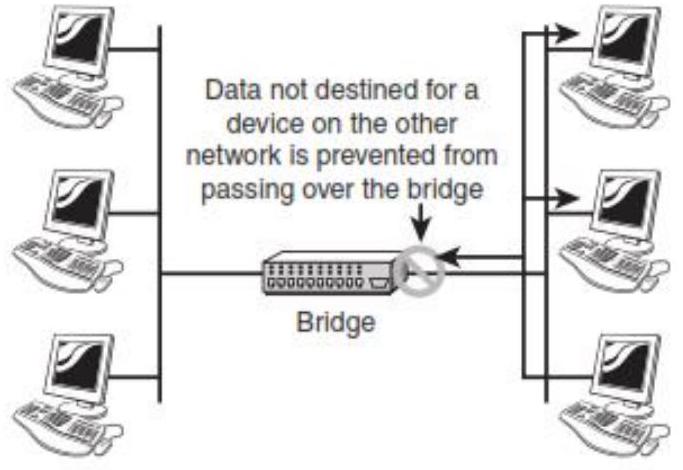 Data not destined for a
device on the other
network is prevented from
passing over the bridge
Bridge